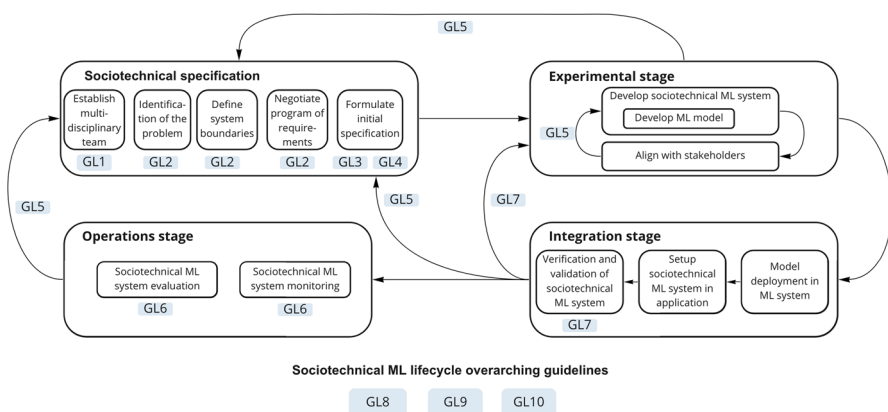 GL5
Sociotechnical specification
Establish
multi-
disciplinary
team
GL1
Identifica-
tion of the
problem
GL2
Define
system
boundaries
GL2
Negotiate
program of
require-
ments
GL2
Formulate
initial
specification
GL3 GL4
Experimental stage
Develop sociotechnical ML system
Develop ML model
GL5
Align with stakeholders
GL5
GL5
GL7
Operations stage
Sociotechnical ML
system evaluation
GL6
Sociotechnical ML
system monitoring
GL6
Integration stage
Verification and
validation of
sociotechnical
ML system
GL7
Setup
sociotechnical
ML system in
application
Model
deployment in
ML system
Sociotechnical ML lifecycle overarching guidelines
GL8 GL9 GL10